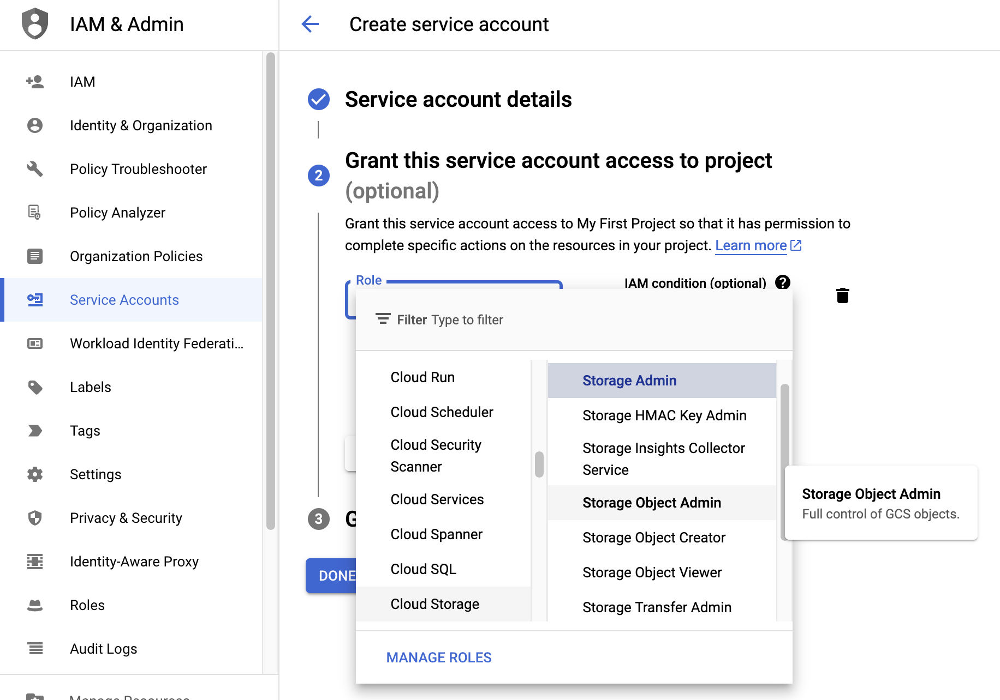 IAM & Admin
Create service account
IAM
Identity & Organization
Policy Troubleshooter
Policy Analyzer
Organization Policies
Service Accounts
Workload Identity Federati...
Labels
Tags
Settings
Privacy & Security
Identity-Aware Proxy
Roles
Audit Logs
Manage Resources
Service account details
2
Grant this service account access to project
(optional)
Grant this service account access to My First Project so that it has permission to
complete specific actions on the resources in your project. Learn more
Role
IAM condition (optional) ?
Filter Type to filter
Cloud Run
Cloud Scheduler
Cloud Security
Scanner
Cloud Services
Cloud Spanner
Cloud SQL
Cloud Storage
Storage Admin
Storage HMAC Key Admin
Storage Insights Collector
Service
Storage Object Admin
Storage Object Creator
Storage Object Viewer
Storage Transfer Admin
Storage Object Admin
Full control of GCS objects.
MANAGE ROLES
3 G
DONE